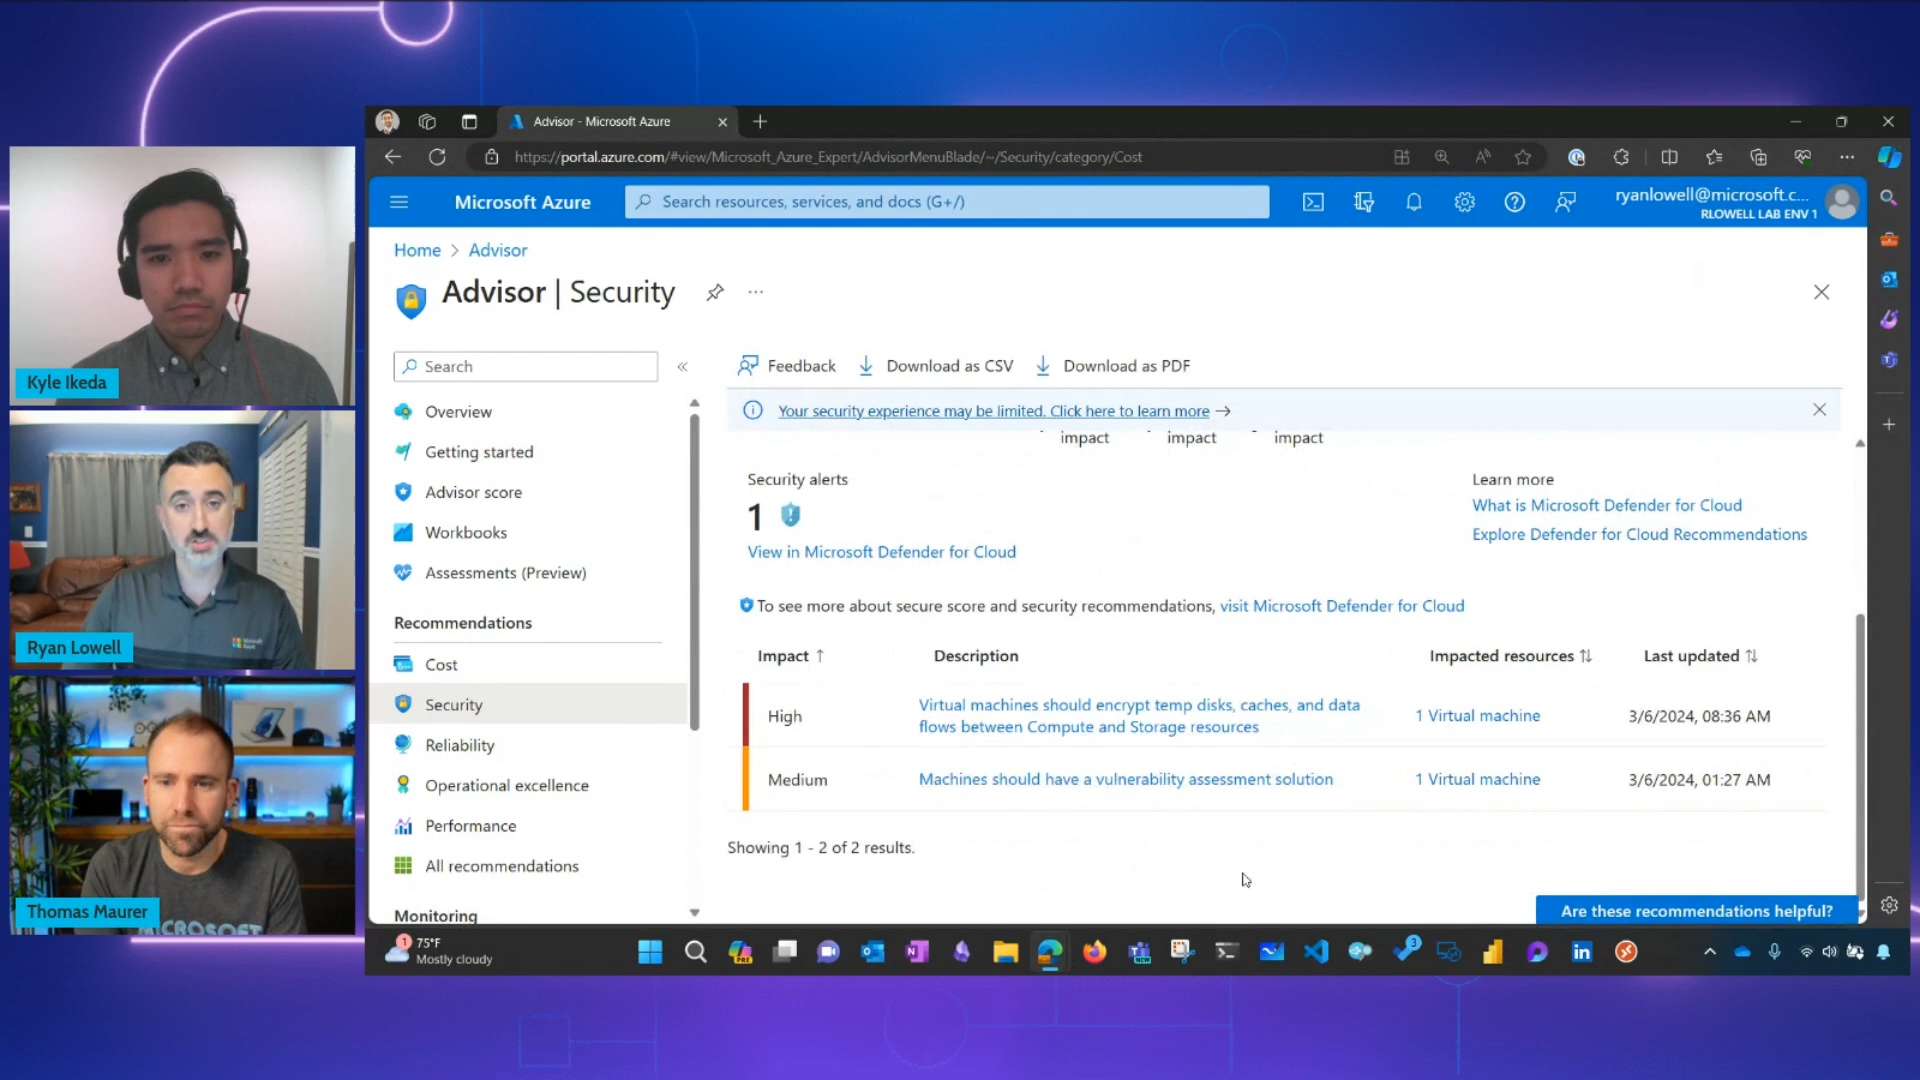 Kyle Ikeda
Ryan Lowell
Thomas Maurer
MICROSOFT
Advisor - Microsoft Azure
https://portal.azure.com/#view/Microsoft_Azure_Expert/AdvisorMenuBlade/~/Security/category/Cost
Microsoft Azure
Search resources, services, and docs (G+/)
ryanlowell@microsoft.c...
RLOWELL LAB ENV 1
Home > Advisor
Advisor | Security
...
Search
«
Overview
Getting started
Advisor score
Workbooks
Assessments (Preview)
Recommendations
Cost
Security
Reliability
Operational excellence
Performance
All recommendations
Monitoring
Feedback
Download as CSV
Download as PDF
Your security experience may be limited. Click here to learn more →
impact impact impact
Security alerts
1
View in Microsoft Defender for Cloud
Learn more
What is Microsoft Defender for Cloud
Explore Defender for Cloud Recommendations
To see more about secure score and security recommendations, visit Microsoft Defender for Cloud
Impact ↑ Description Impacted resources ↑↓ Last updated ↑↓
High
Virtual machines should encrypt temp disks, caches, and data
flows between Compute and Storage resources
1 Virtual machine
3/6/2024, 08:36 AM
Medium
Machines should have a vulnerability assessment solution
1 Virtual machine
3/6/2024, 01:27 AM
Showing 1 - 2 of 2 results.
Are these recommendations helpful?
1
75°F
Mostly cloudy
PRE
NEW
3